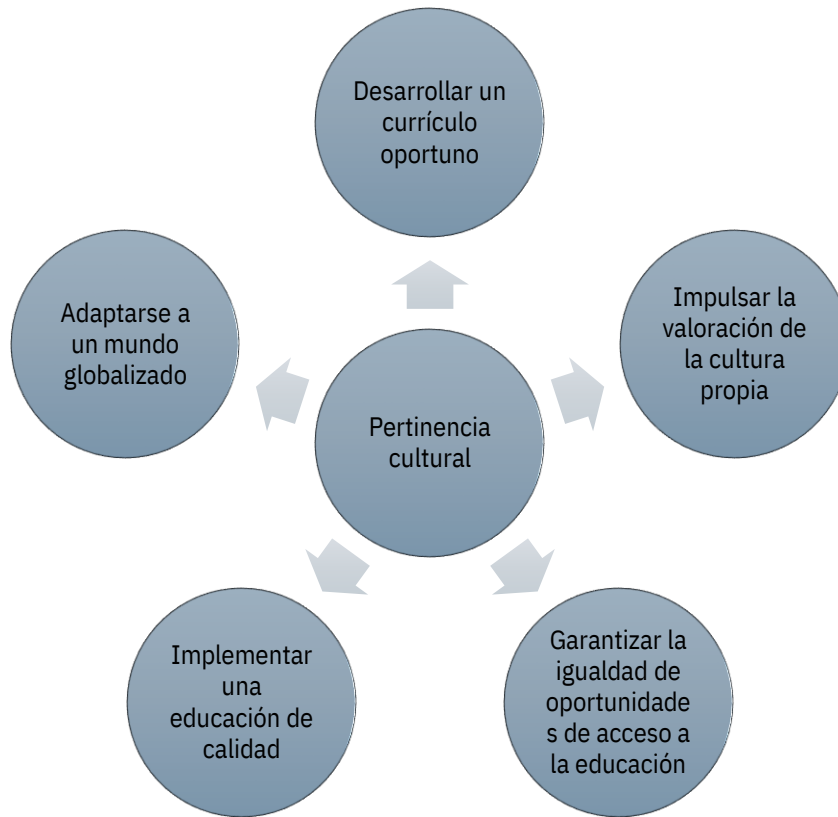 Desarrollar un
currículo
oportuno
Adaptarse a
un mundo
globalizado
Impulsar la
valoración de
la cultura
propia
Pertinencia
cultural
Implementar
una
educación de
calidad
Garantizar la
igualdad de
oportunidade
s de acceso a
la educación